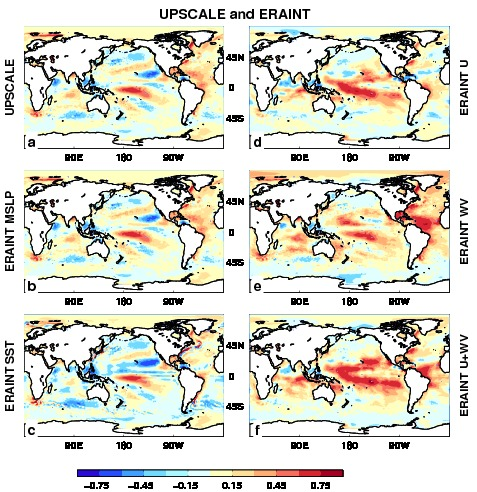 UPSCALE and ERAINT
UPSCALE
a
45N
0
45S
90E 180 90W
d
ERAINT U
90E 180 90W
ERAINT MSLP
b
45N
0
45S
90E 180 90W
e
ERAINT WV
90E 180 90W
ERAINT SST
c
45N
0
45S
90E 180 90W
f
ERAINT U+WV
90E 180 90W
−0.75 −0.45 −0.15 0.15 0.45 0.75